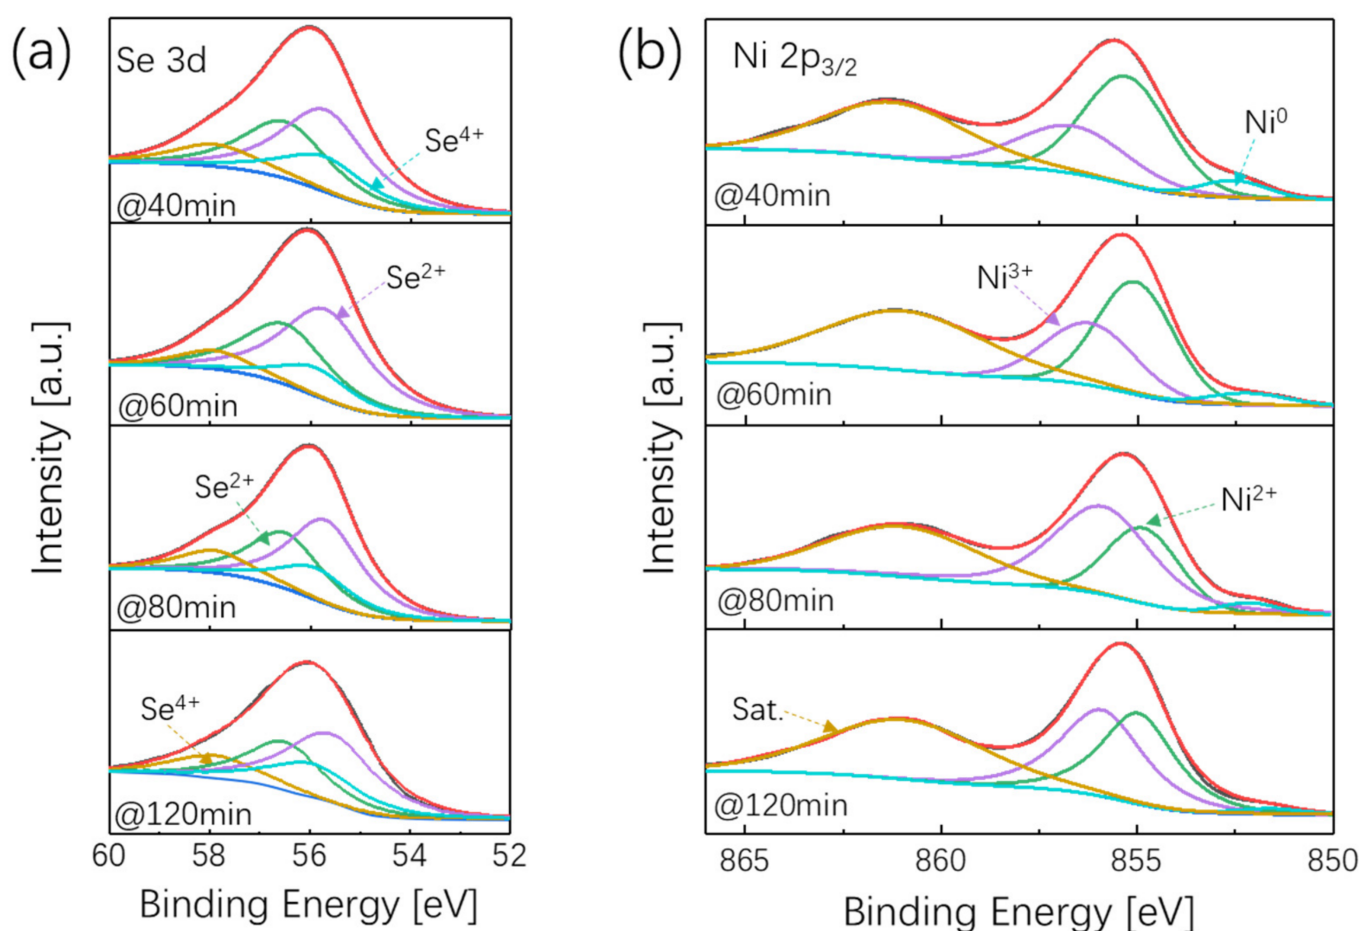 (a)
Se 3d
Se4+
@40min
Se2+
@60min
Se2+
@80min
Se4+
@120min
60 58 56 54 52
Binding Energy [eV]
Intensity [a.u.]
(b)
Ni 2p3/2
Ni0
@40min
Ni3+
@60min
Ni2+
@80min
Sat.
@120min
865 860 855 850
Binding Energy [eV]
Intensity [a.u.]